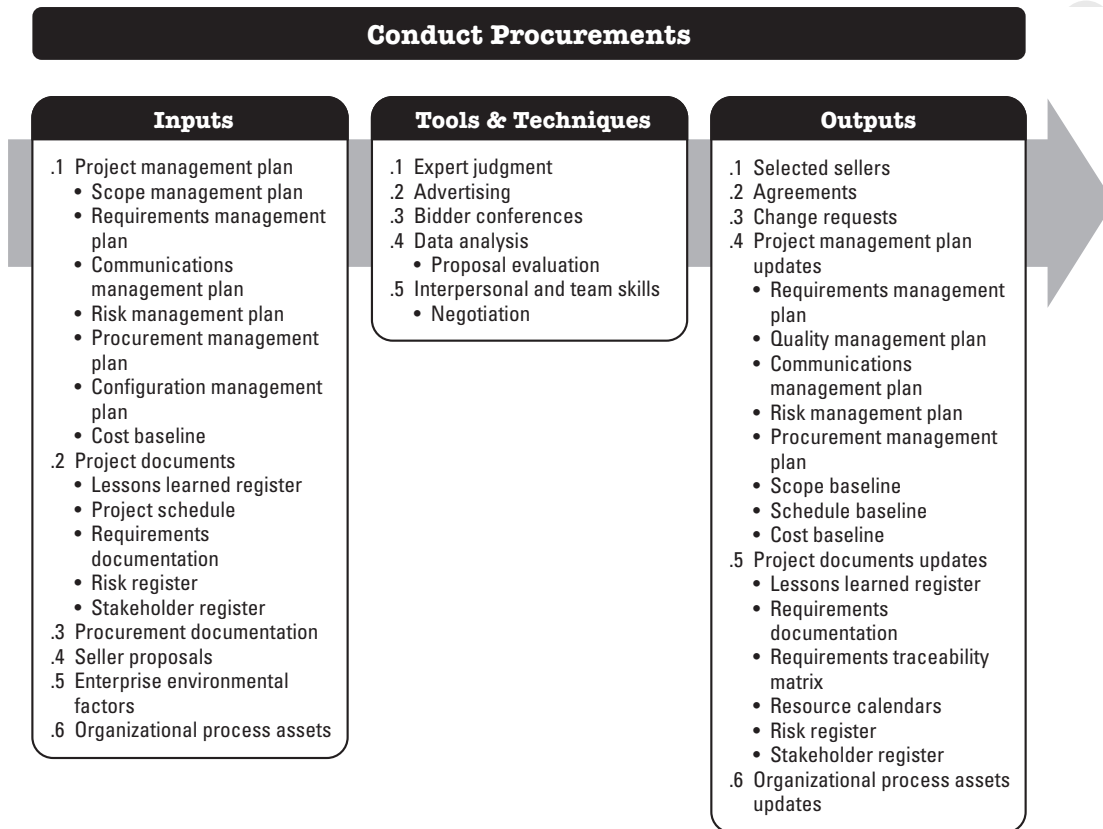 Conduct Procurements
Inputs
.1 Project management plan
• Scope management plan
• Requirements management
plan
• Communications
management plan
• Risk management plan
• Procurement management
plan
• Configuration management
plan
• Cost baseline
.2 Project documents
• Lessons learned register
• Project schedule
• Requirements
documentation
• Risk register
• Stakeholder register
.3 Procurement documentation
.4 Seller proposals
.5 Enterprise environmental
factors
.6 Organizational process assets
Tools & Techniques
.1 Expert judgment
.2 Advertising
.3 Bidder conferences
.4 Data analysis
• Proposal evaluation
.5 Interpersonal and team skills
• Negotiation
Outputs
.1 Selected sellers
.2 Agreements
.3 Change requests
.4 Project management plan
updates
• Requirements management
plan
• Quality management plan
• Communications
management plan
• Risk management plan
• Procurement management
plan
• Scope baseline
• Schedule baseline
• Cost baseline
.5 Project documents updates
• Lessons learned register
• Requirements
documentation
• Requirements traceability
matrix
• Resource calendars
• Risk register
• Stakeholder register
.6 Organizational process assets
updates